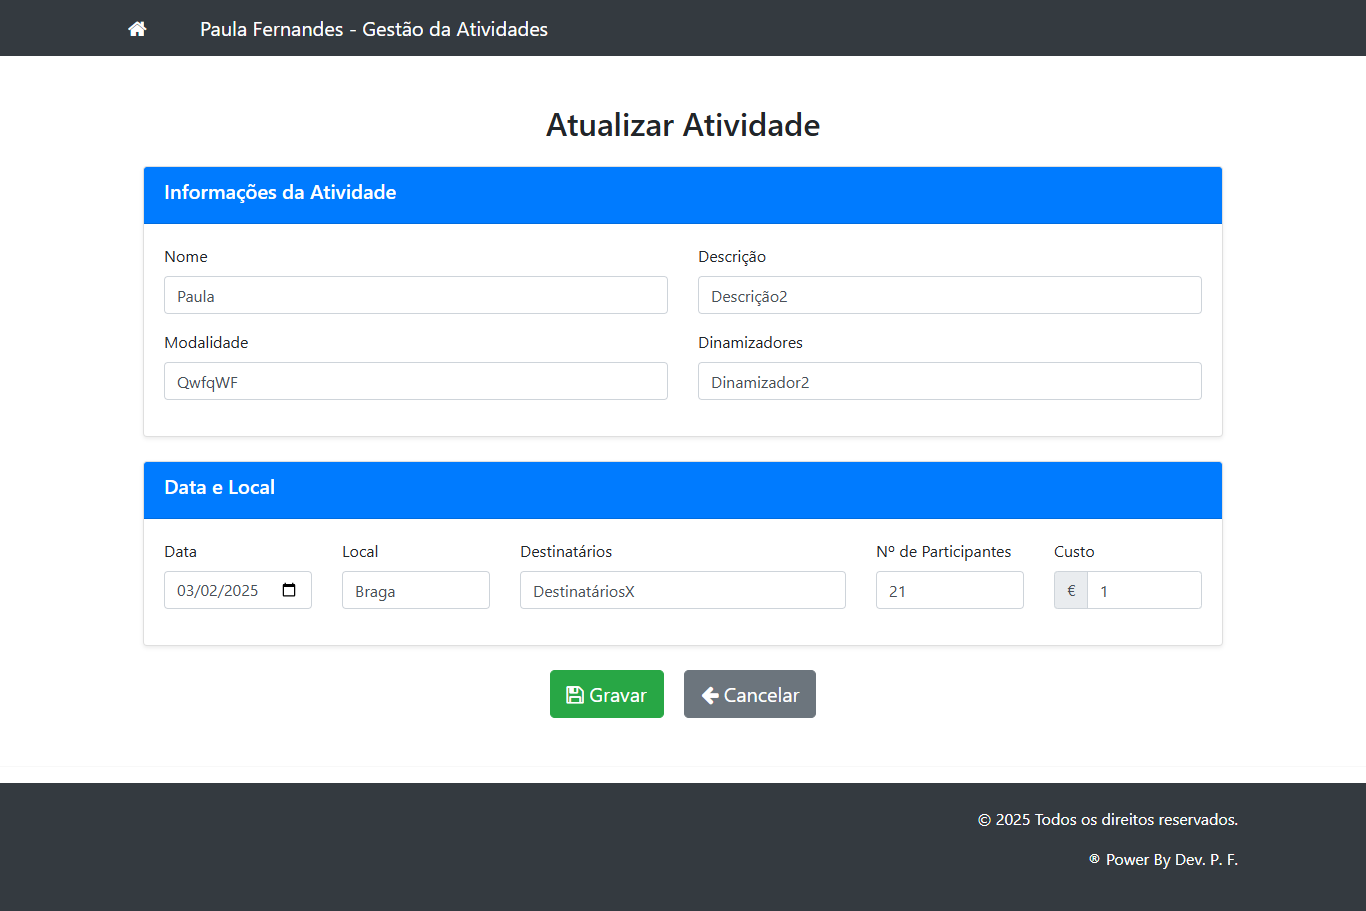 Paula Fernandes - Gestão da Atividades
Atualizar Atividade
Informações da Atividade
Nome
Descrição
Paula
Descrição2
Modalidade
Dinamizadores
QwfqWF
Dinamizador2
Data e Local
Data
Local
Destinatários
Nº de Participantes
Custo
03/02/2025
Braga
DestinatáriosX
21
€ 1
Gravar
Cancelar
© 2025 Todos os direitos reservados.
® Power By Dev. P. F.